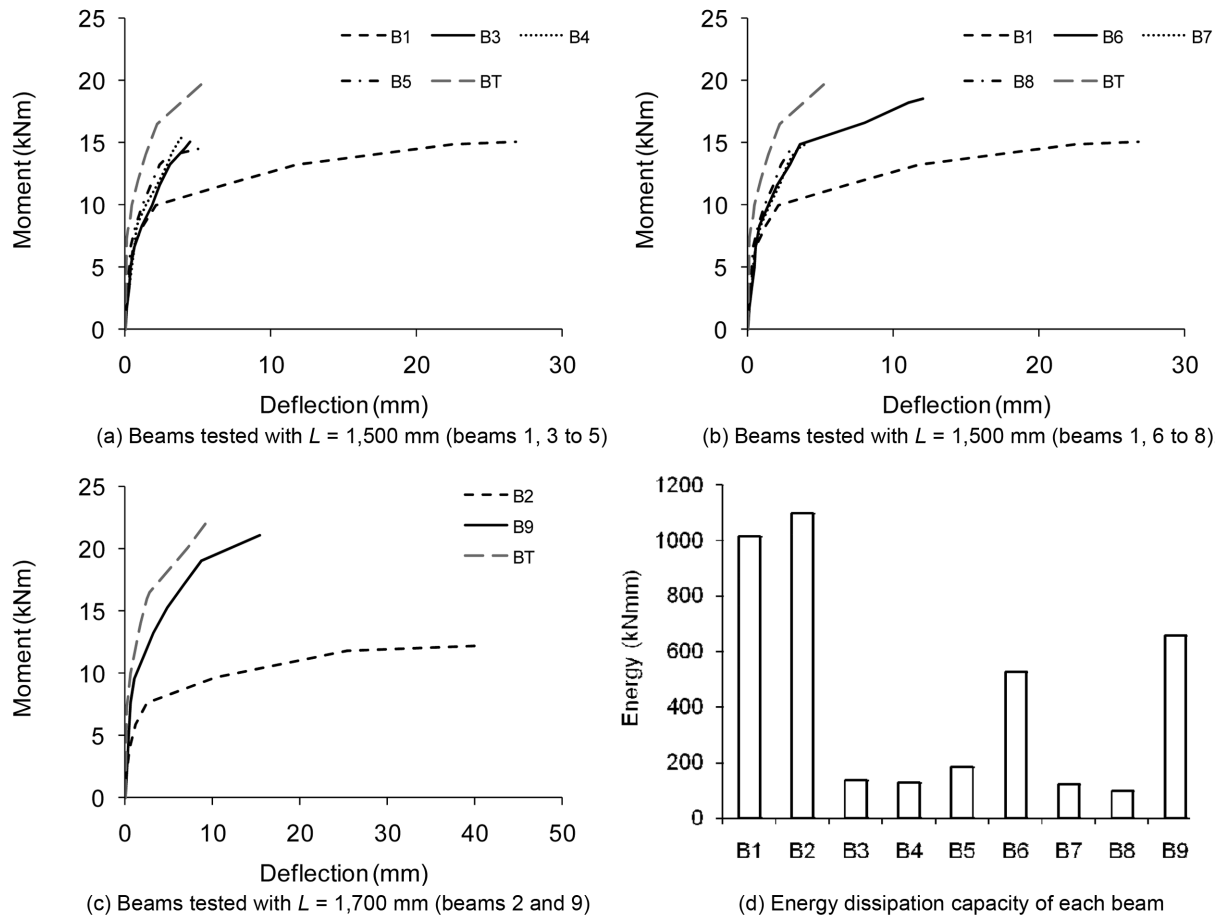 25
20
15
10
5
0
Moment (kNm)
B1 B3 B4
B5 BT
0 10 20 30
Deflection (mm)
(a) Beams tested with L = 1,500 mm (beams 1, 3 to 5)
25
20
15
10
5
0
Moment (kNm)
B1 B6 B7
B8 BT
0 10 20 30
Deflection (mm)
(b) Beams tested with L = 1,500 mm (beams 1, 6 to 8)
25
20
15
10
5
0
Moment (kNm)
B2
B9
BT
0 10 20 30 40 50
Deflection (mm)
(c) Beams tested with L = 1,700 mm (beams 2 and 9)
1200
1000
800
600
400
200
0
Energy (kNmm)
B1 B2 B3 B4 B5 B6 B7 B8 B9
(d) Energy dissipation capacity of each beam